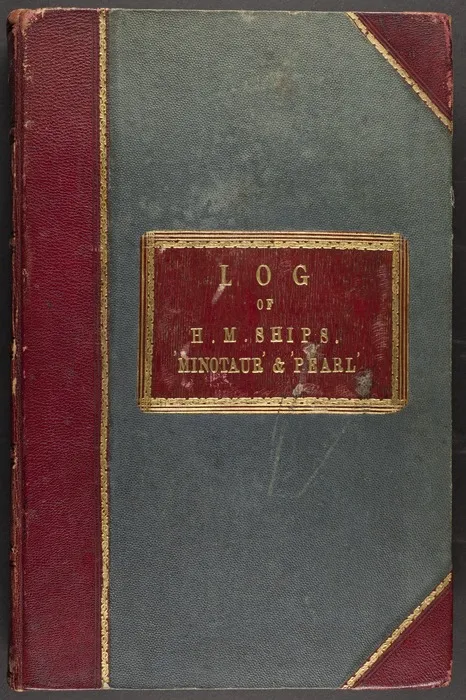 LOG
OF
H.M.SHIPS.
'MINOTAUR' & 'PEARL'